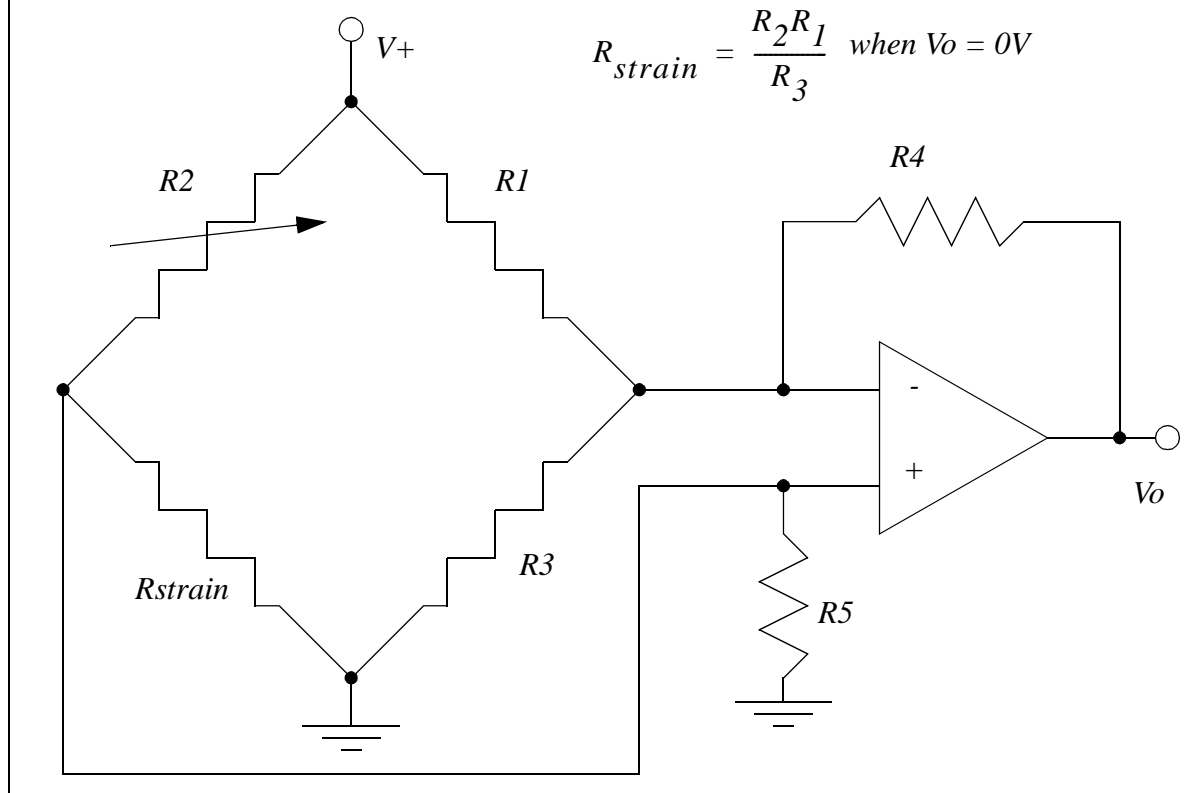 V+
R_strain = R_2R_1 / R_3 when Vo = 0V
R4
R2
R1
-
+
Vo
Rstrain
R3
R5